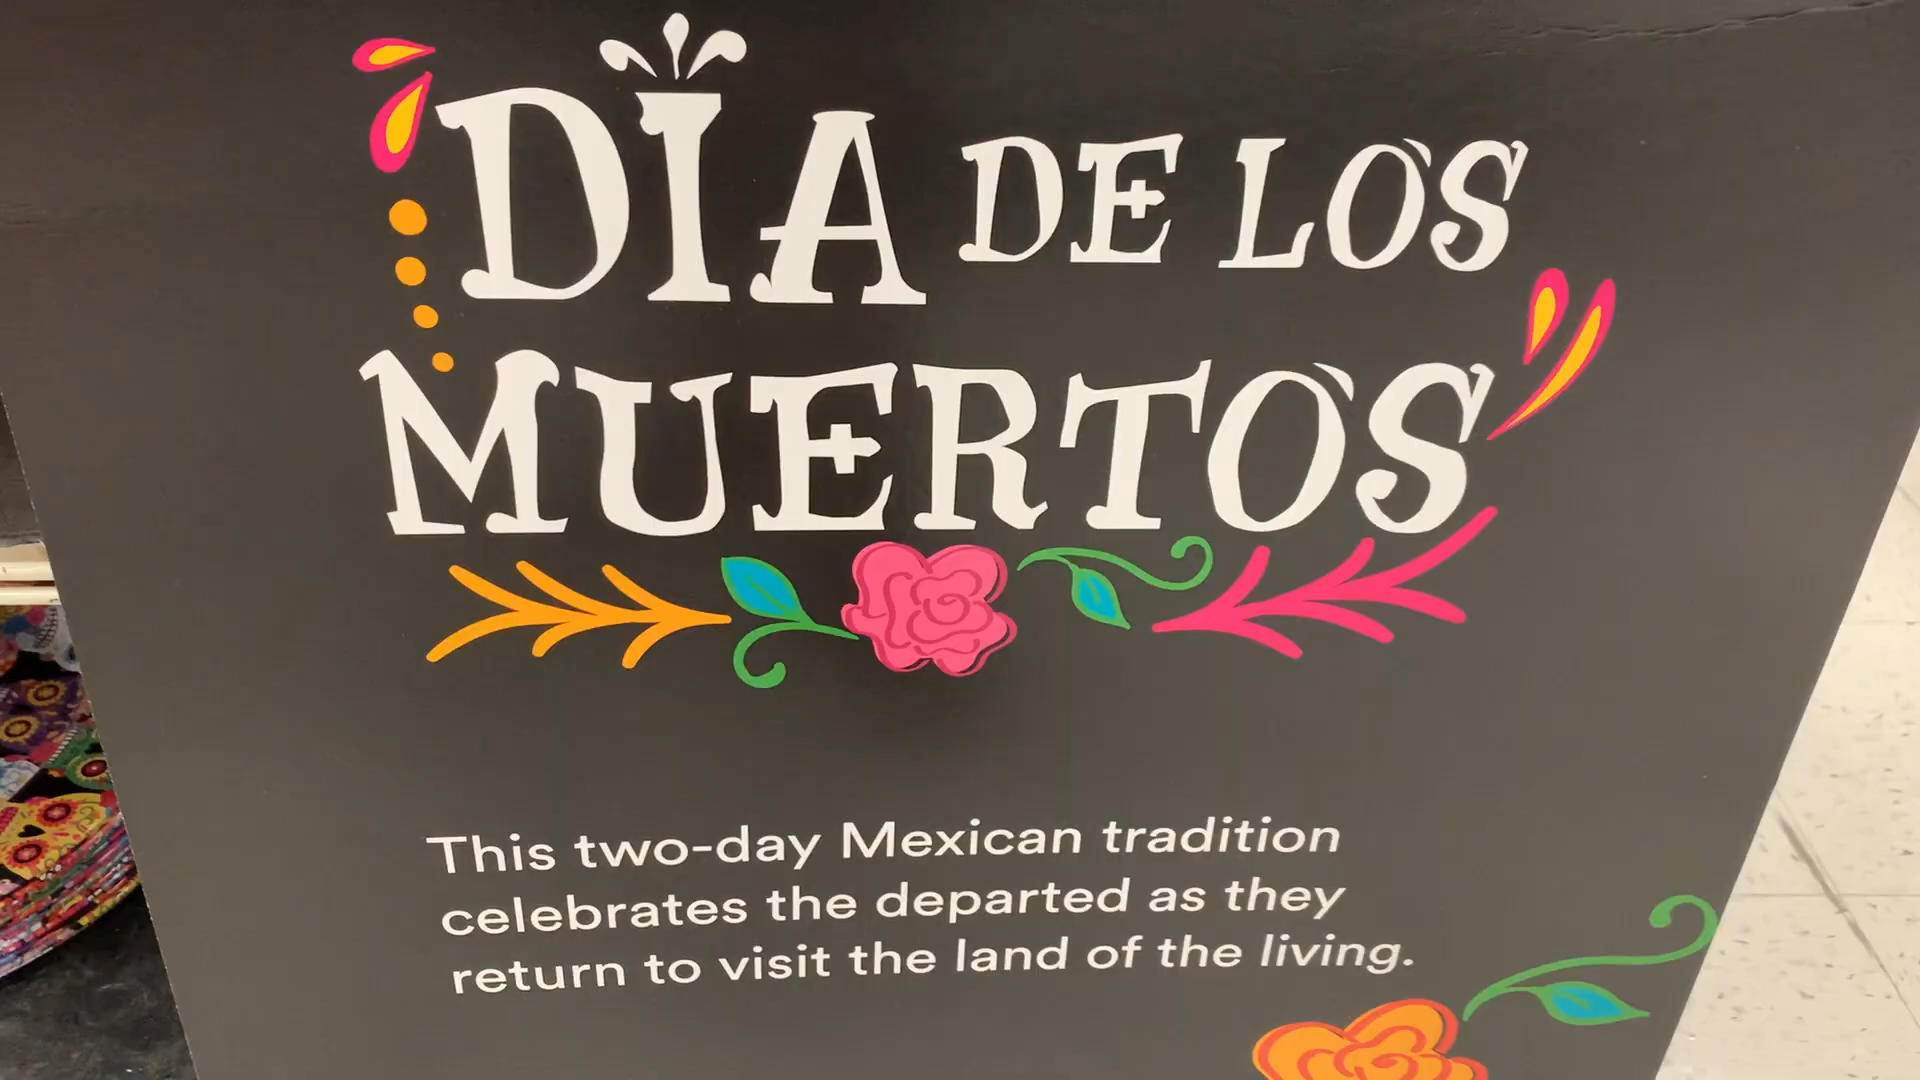 DÍA DE LOS
MUERTOS
This two-day Mexican tradition
celebrates the departed as they
return to visit the land of the living.